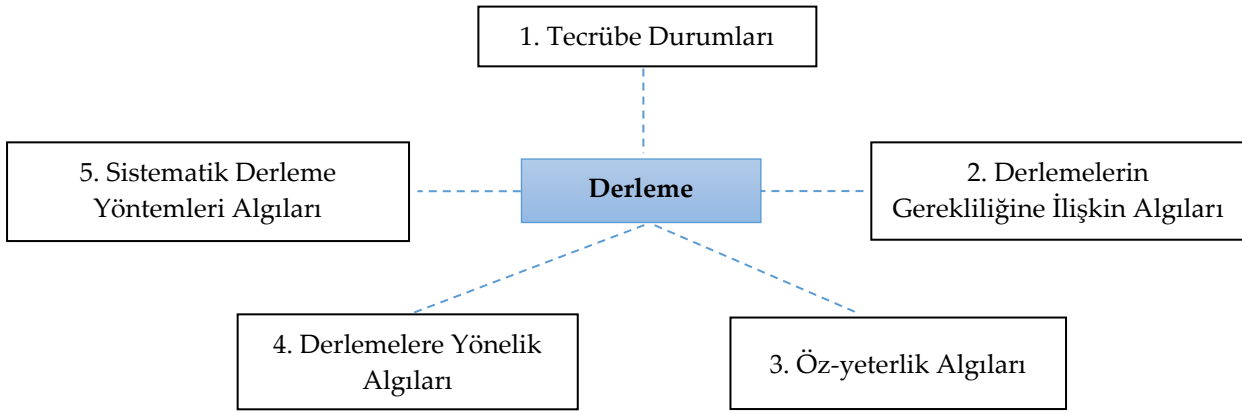 1. Tecrübe Durumları
5. Sistematik Derleme
Yöntemleri Algıları
Derleme
2. Derlemelerin
Gerekliliğine İlişkin Algıları
4. Derlemelere Yönelik
Algıları
3. Öz-yeterlik Algıları